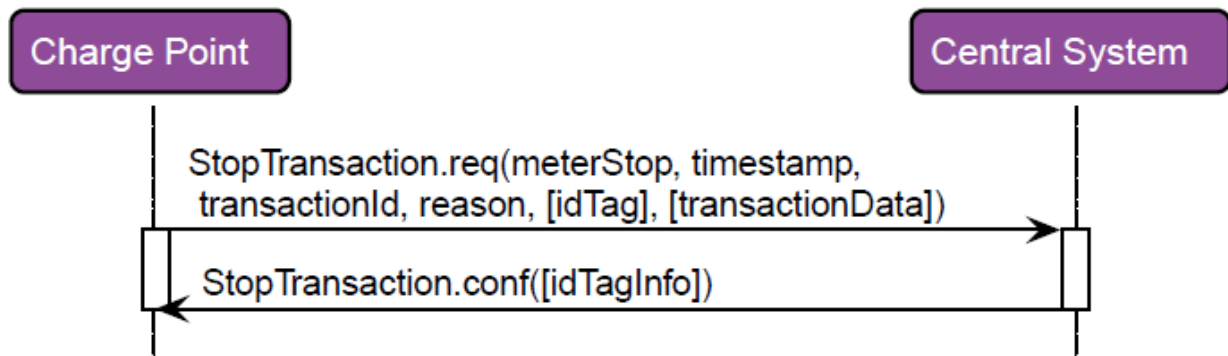 Charge Point
Central System
StopTransaction.req(meterStop, timestamp,
transactionId, reason, [idTag], [transactionData])
StopTransaction.conf([idTagInfo])